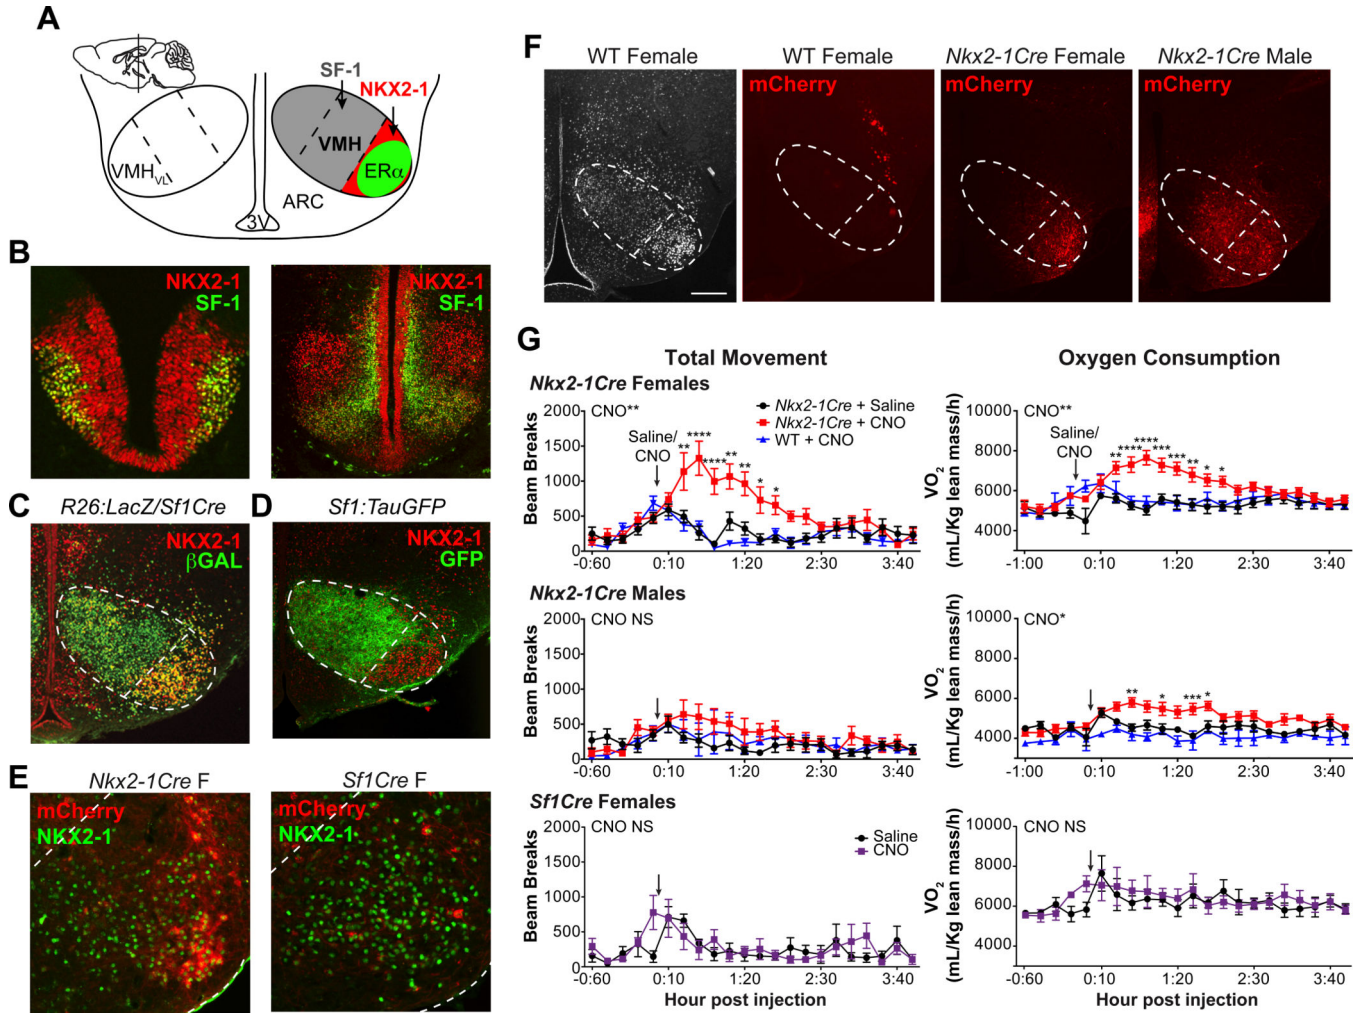 A
SF-1
NKX2-1
VMH
ERα
VMHVL
ARC
3V
B
NKX2-1
SF-1
NKX2-1
SF-1
C
R26:LacZ/Sf1Cre
NKX2-1
βGAL
D
Sf1:TauGFP
NKX2-1
GFP
E
Nkx2-1Cre F
mCherry
NKX2-1
Sf1Cre F
mCherry
NKX2-1
F
WT Female
WT Female
mCherry
Nkx2-1Cre Female
mCherry
Nkx2-1Cre Male
mCherry
G
Total Movement
Oxygen Consumption
Nkx2-1Cre Females
2000
1500
1000
500
0
Beam Breaks
CNO**
Saline/
CNO
** **** **** ** ** * *
Nkx2-1Cre + Saline
Nkx2-1Cre + CNO
WT + CNO
-0:60 0:10 1:20 2:30 3:40
10000
8000
6000
4000
VO2
(mL/Kg lean mass/h)
CNO**
Saline/
CNO
** **** **** *** *** ** * *
-1:00 0:10 1:20 2:30 3:40
Nkx2-1Cre Males
2000
1500
1000
500
0
Beam Breaks
CNO NS
-0:60 0:10 1:20 2:30 3:40
10000
8000
6000
4000
VO2
(mL/Kg lean mass/h)
CNO*
** * *** *
-1:00 0:10 1:20 2:30 3:40
Sf1Cre Females
2000
1500
1000
500
0
Beam Breaks
CNO NS
Saline
CNO
-0:60 0:10 1:20 2:30 3:40
Hour post injection
10000
8000
6000
4000
VO2
(mL/Kg lean mass/h)
CNO NS
-1:00 0:10 1:20 2:30 3:40
Hour post injection